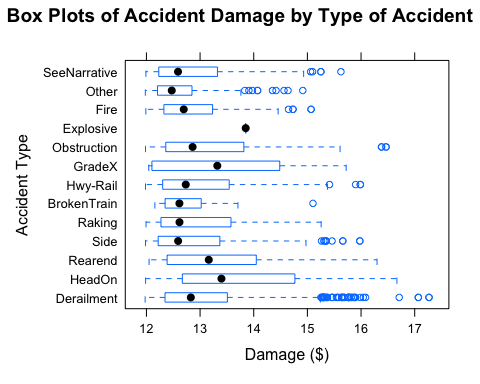 Box Plots of Accident Damage by Type of Accident
Accident Type
SeeNarrative
Other
Fire
Explosive
Obstruction
GradeX
Hwy-Rail
BrokenTrain
Raking
Side
Rearend
HeadOn
Derailment
12 13 14 15 16 17
Damage ($)